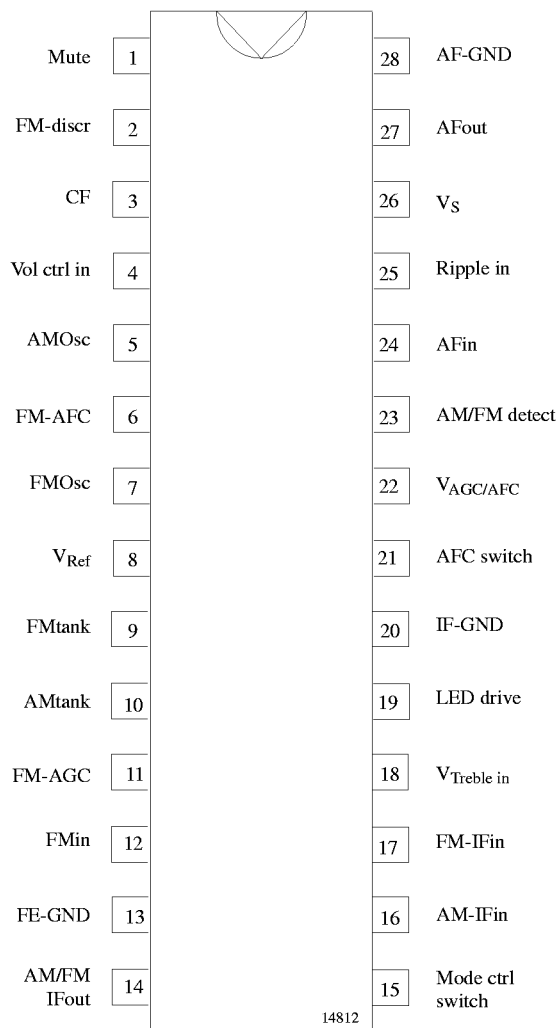 Mute 1 28 AF-GND
FM-discr 2 27 AFout
CF 3 26 VS
Vol ctrl in 4 25 Ripple in
AMOsc 5 24 AFin
FM-AFC 6 23 AM/FM detect
FMOsc 7 22 VAGC/AFC
VRef 8 21 AFC switch
FMtank 9 20 IF-GND
AMtank 10 19 LED drive
FM-AGC 11 18 VTreble in
FMin 12 17 FM-IFin
FE-GND 13 16 AM-IFin
AM/FM
IFout 14 15 Mode ctrl
switch
14812